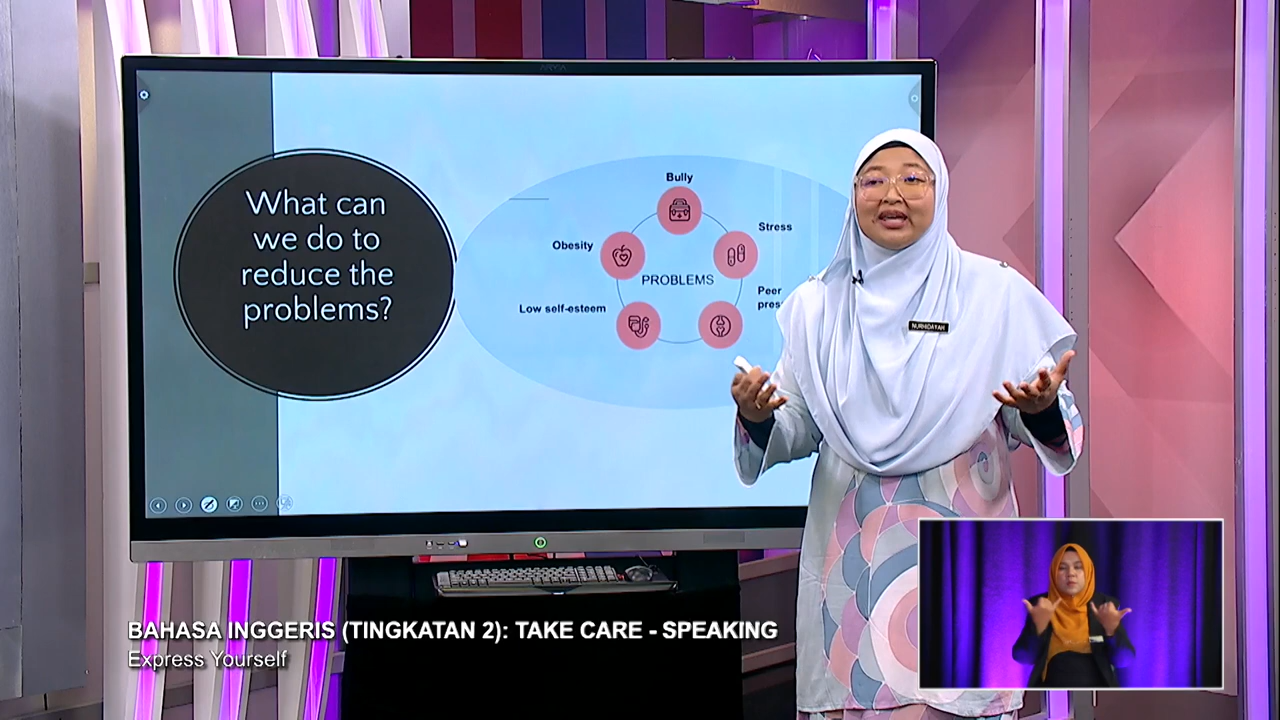 What can
we do to
reduce the
problems?
Bully
Stress
Obesity
PROBLEMS
Peer
Low self-esteem
NURHIDAYAH
BAHASA INGGERIS (TINGKATAN 2): TAKE CARE - SPEAKING
Express Yourself